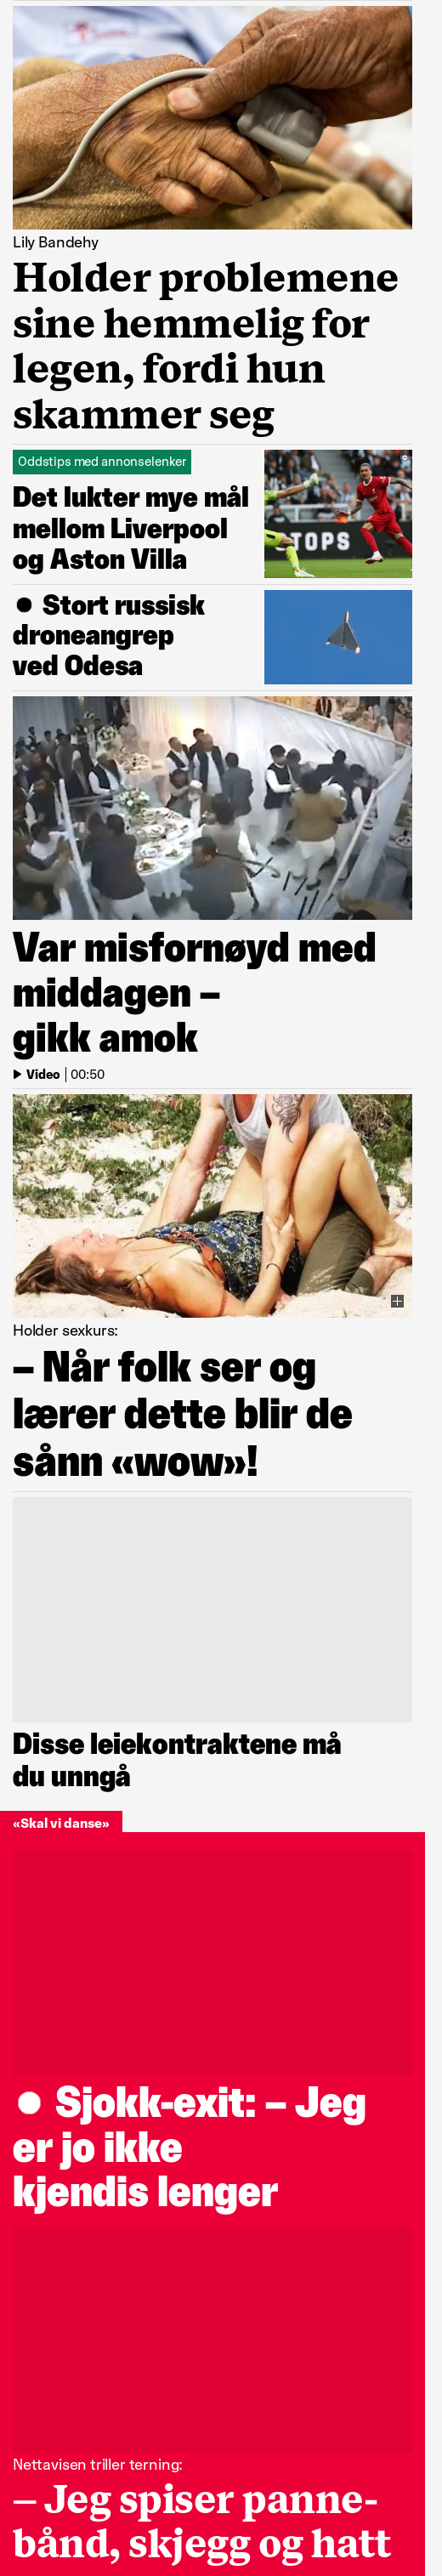 Lily Bandehy
Holder problemene
sine hemmelig for
legen, fordi hun
skammer seg
Oddstips med annonselenker
Det lukter mye mål
mellom Liverpool
og Aston Villa
TOPS
Stort russisk
droneangrep
ved Odesa
Var misfornøyd med
middagen –
gikk amok
Video | 00:50
Holder sexkurs:
– Når folk ser og
lærer dette blir de
sånn «wow»!
Disse leiekontraktene må
du unngå
«Skal vi danse»
Sjokk-exit: – Jeg
er jo ikke
kjendis lenger
Nettavisen triller terning:
– Jeg spiser panne-
bånd, skjegg og hatt